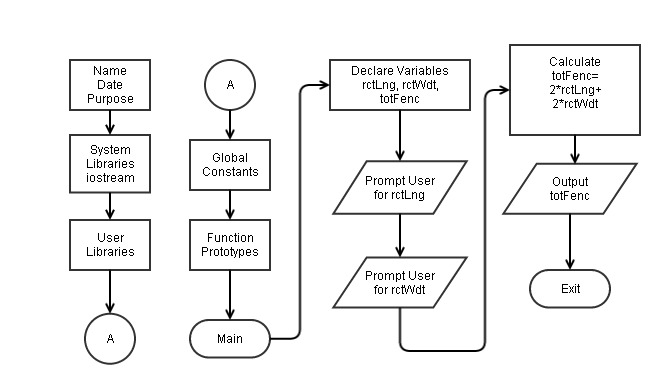 Name
Date
Purpose
System
Libraries
iostream
User
Libraries
A
A
Global
Constants
Function
Prototypes
Main
Declare Variables
rctLng, rctWdt,
totFenc
Prompt User
for rctLng
Prompt User
for rctWdt
Calculate
totFenc=
2*rctLng+
2*rctWdt
Output
totFenc
Exit